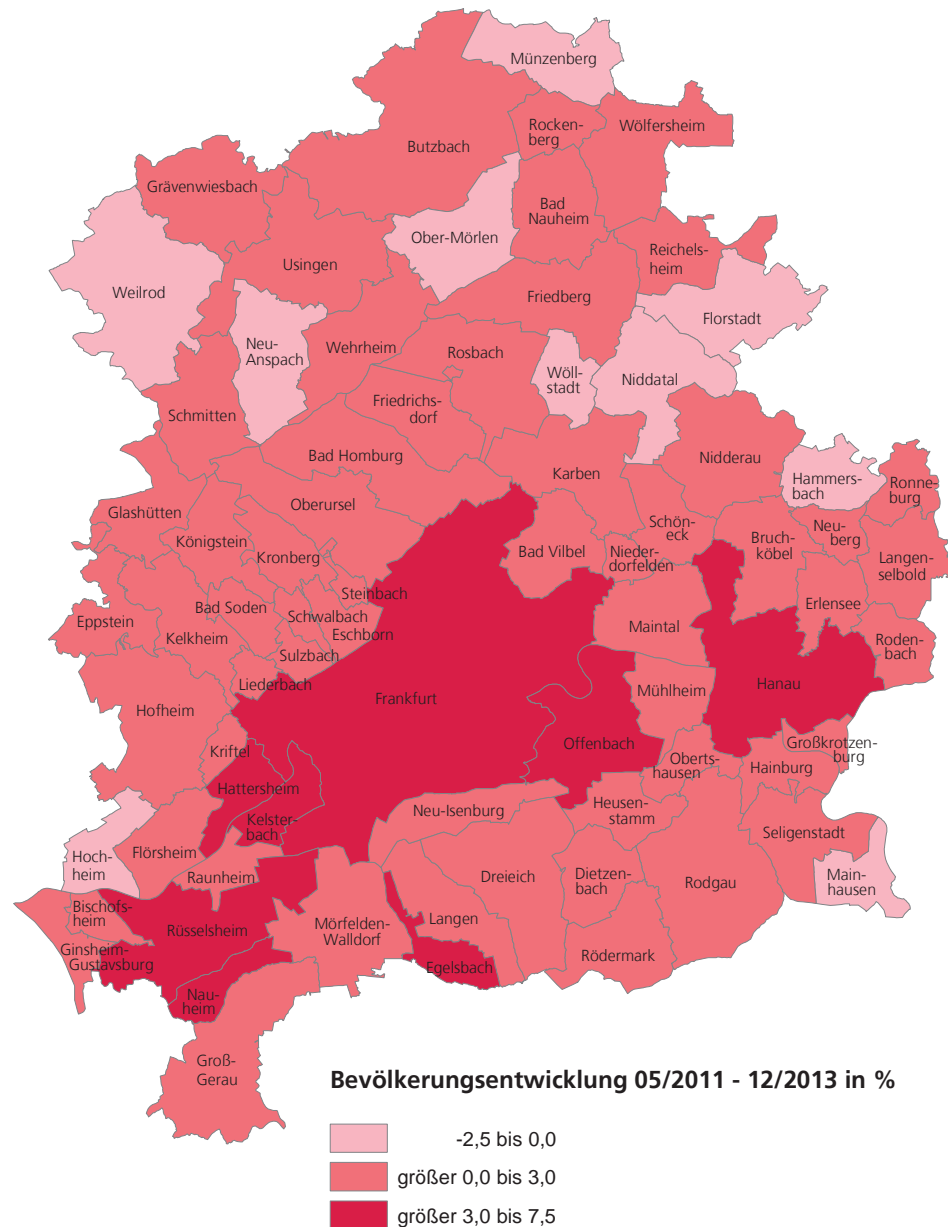 Münzenberg
Rocken-
berg
Wölfersheim
Butzbach
Grävenwiesbach
Bad
Nauheim
Ober-Mörlen
Reichels-
heim
Usingen
Weilrod
Friedberg
Florstadt
Neu-
Anspach
Wehrheim
Rosbach
Wöll-
stadt
Niddatal
Friedrichs-
dorf
Schmitten
Bad Homburg
Nidderau
Karben
Hammers-
bach
Ronne-
burg
Oberursel
Glashütten
Königstein
Schön-
eck
Bruch-
köbel
Neu-
berg
Kronberg
Bad Vilbel
Nieder-
dorfelden
Langen-
selbold
Steinbach
Erlensee
Bad Soden
Schwalbach
Eschborn
Eppstein
Kelkheim
Maintal
Roden-
bach
Sulzbach
Liederbach
Frankfurt
Mühlheim
Hanau
Hofheim
Offenbach
Kriftel
Großkrotzen-
burg
Oberts-
hausen
Hainburg
Hattersheim
Neu-Isenburg
Heusen-
stamm
Kelster-
bach
Seligenstadt
Flörsheim
Hoch-
heim
Raunheim
Dreieich
Dietzen-
bach
Rodgau
Main-
hausen
Bischofs-
heim
Rüsselsheim
Mörfelden-
Walldorf
Langen
Ginsheim-
Gustavsburg
Rödermark
Egelsbach
Nau-
heim
Groß-
Gerau
Bevölkerungsentwicklung 05/2011 - 12/2013 in %
-2,5 bis 0,0
größer 0,0 bis 3,0
größer 3,0 bis 7,5